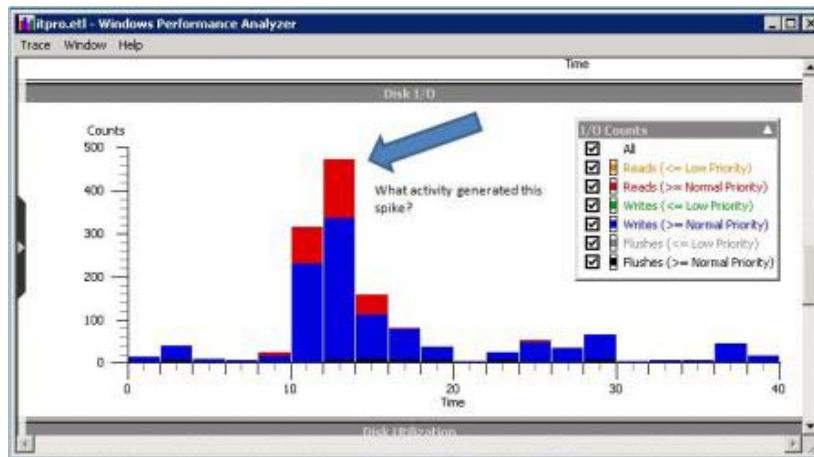 itpro.etl - Windows Performance Analyzer
Trace Window Help
Time
Disk I/O
Counts
500
400
300
200
100
0
What activity generated this
spike?
I/O Counts
All
Reads (<= Low Priority)
Reads (>= Normal Priority)
Writes (<= Low Priority)
Writes (>= Normal Priority)
Flushes (<= Low Priority)
Flushes (>= Normal Priority)
0 10 20 30 40
Time
Disk Utilization